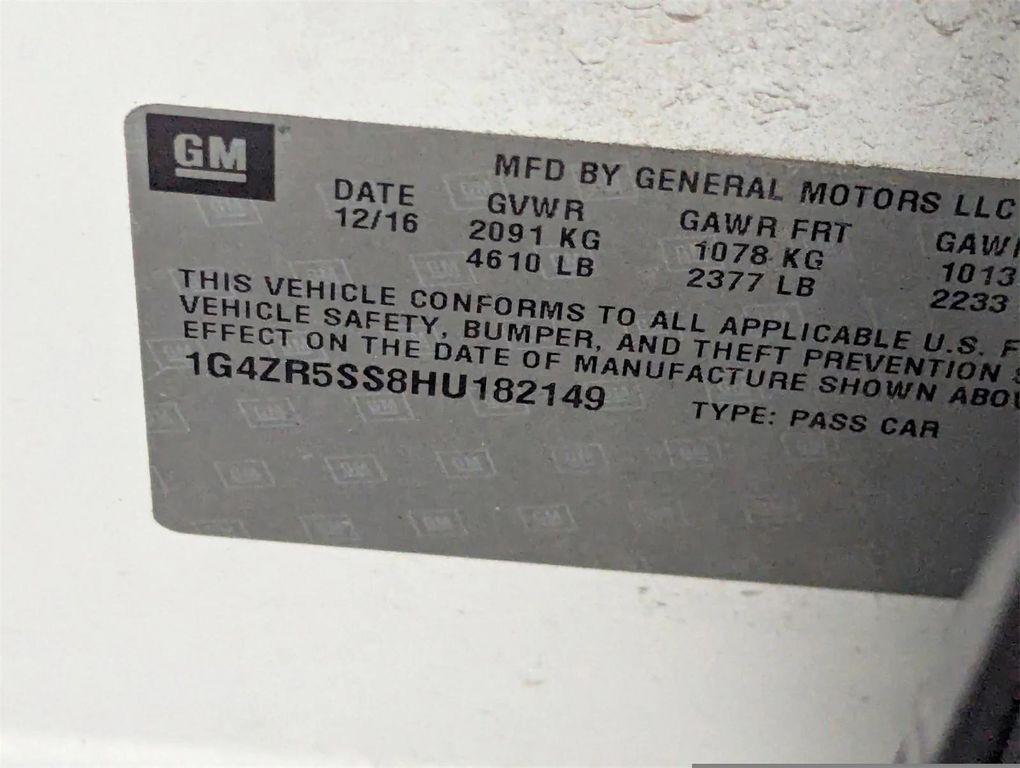 GM
MFD BY GENERAL MOTORS LLC
DATE GVWR GAWR FRT
12/16 2091 KG 1078 KG 1013
4610 LB 2377 LB 2233
THIS VEHICLE CONFORMS TO ALL APPLICABLE U.S.
VEHICLE SAFETY, BUMPER, AND THEFT PREVENTION
EFFECT ON THE DATE OF MANUFACTURE SHOWN
1G4ZR5SS8HU182149 TYPE: PASS CAR